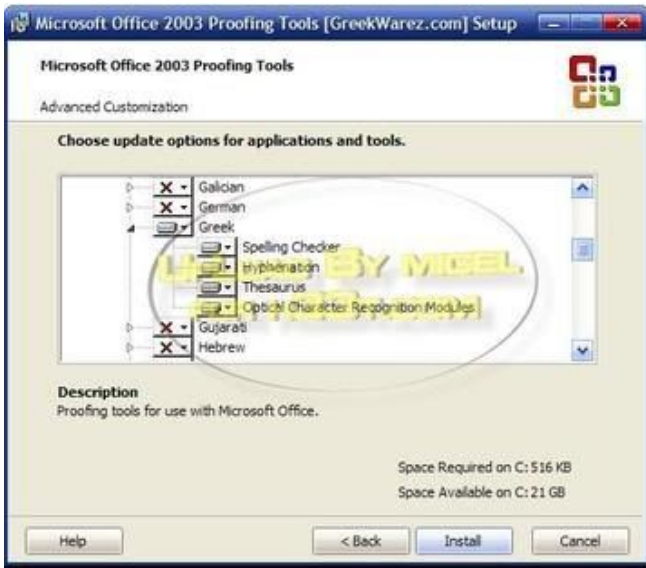 Microsoft Office 2003 Proofing Tools [GreekWarez.com] Setup
Microsoft Office 2003 Proofing Tools
Advanced Customization
Choose update options for applications and tools.
Galician
German
Greek
Spelling Checker
Hyphenation
Thesaurus
Optical Character Recognition Modules
Gujarati
Hebrew
By MIGEL
Description
Proofing tools for use with Microsoft Office.
Space Required on C: 516 KB
Space Available on C: 21 GB
Help
< Back
Install
Cancel